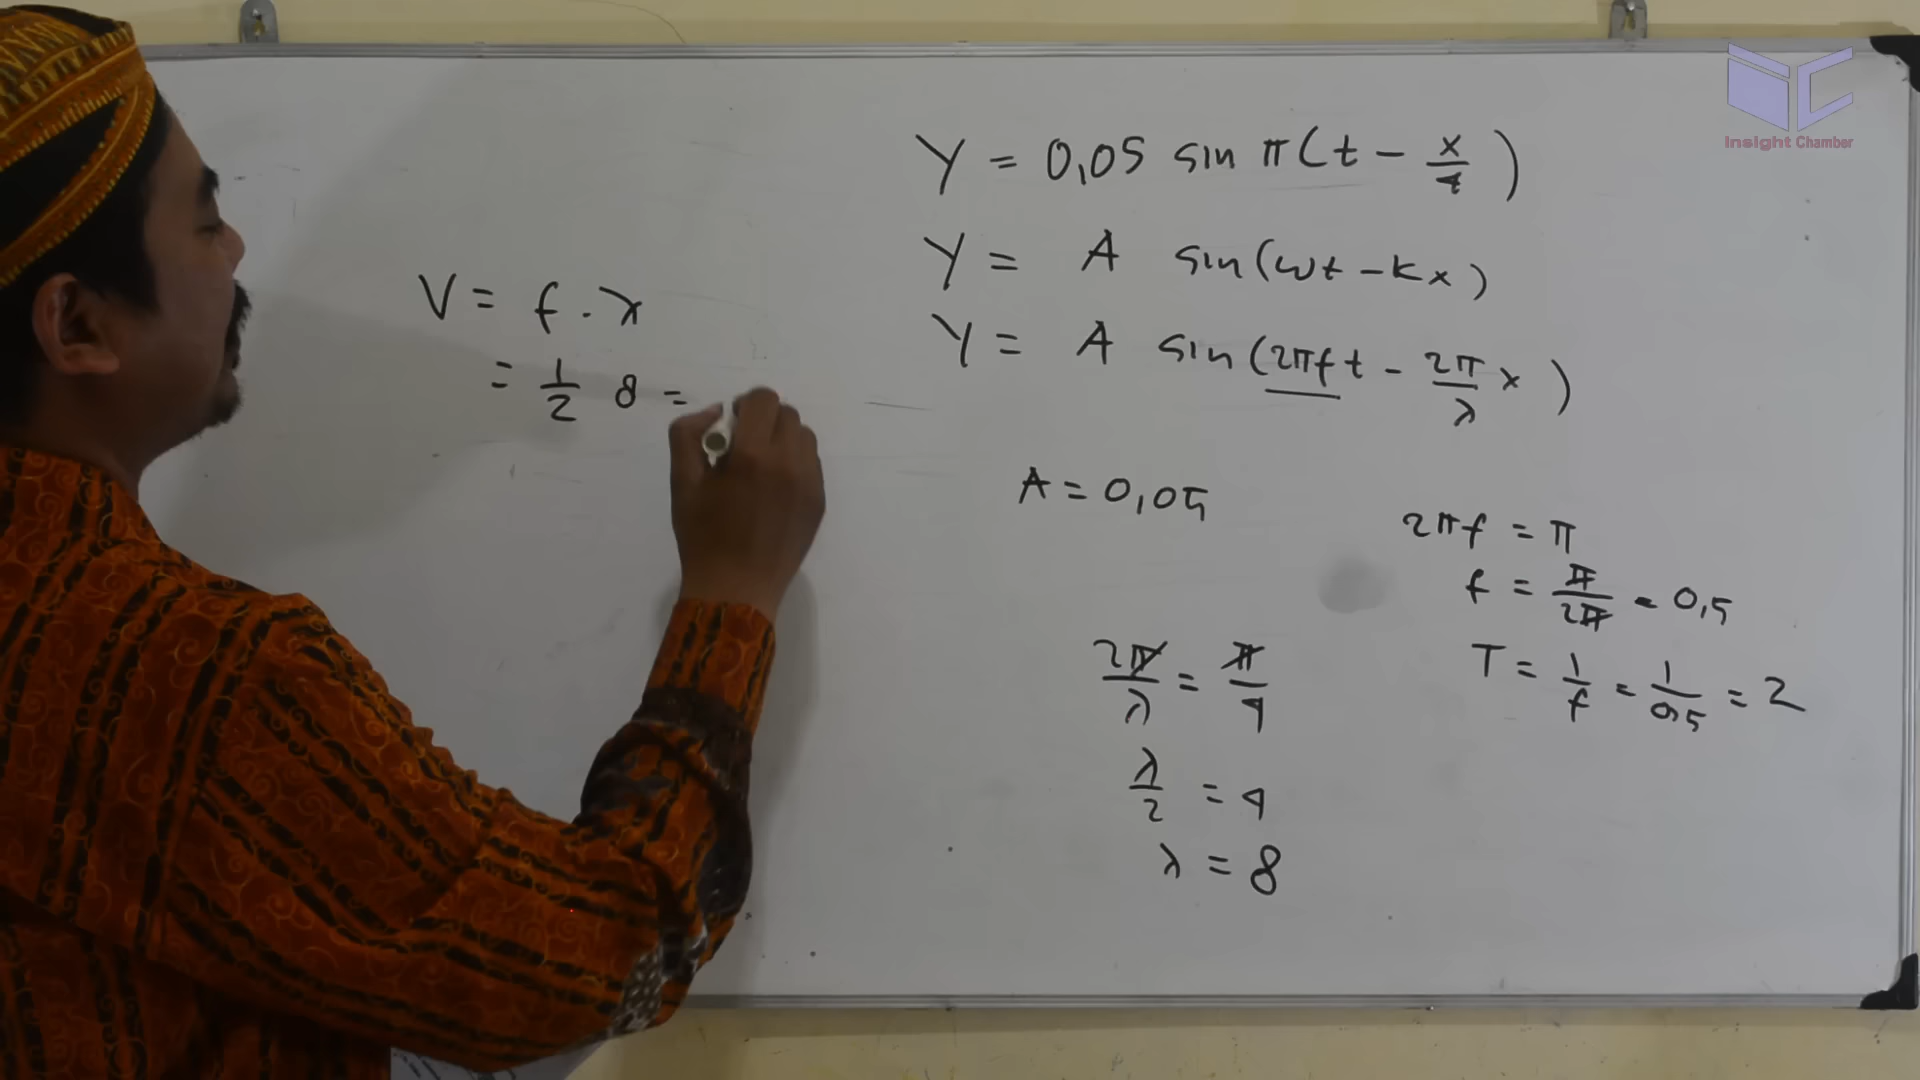 Insight Chamber
Y = 0,05 sin π(t - x/4)
Y = A sin(ωt - kx)
Y = A sin(2πft - 2π/λ x)
V = f . λ
= 1/2 8 =
A = 0,05
2πf = π
f = π/2π = 0,5
T = 1/f = 1/0,5 = 2
2π/λ = π/4
λ/2 = 4
λ = 8